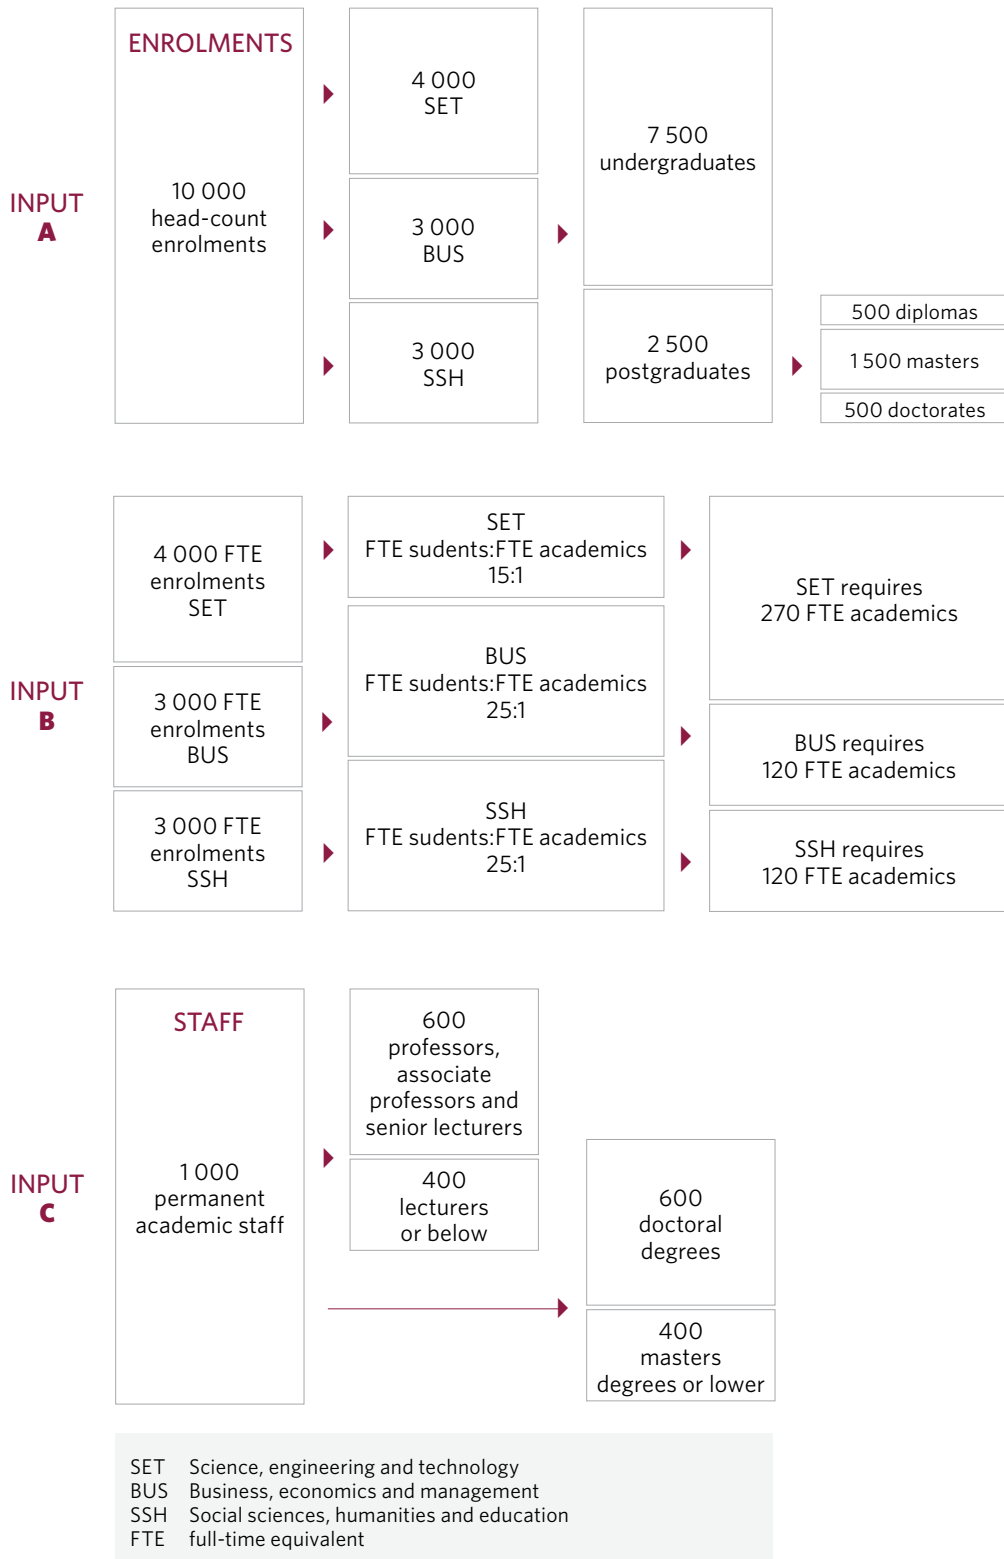 INPUT
A
ENROLMENTS
10 000
head-count
enrolments
4 000
SET
3 000
BUS
3 000
SSH
7 500
undergraduates
2 500
postgraduates
500 diplomas
1 500 masters
500 doctorates
INPUT
B
4 000 FTE
enrolments
SET
3 000 FTE
enrolments
BUS
3 000 FTE
enrolments
SSH
SET
FTE sudents:FTE academics
15:1
BUS
FTE sudents:FTE academics
25:1
SSH
FTE sudents:FTE academics
25:1
SET requires
270 FTE academics
BUS requires
120 FTE academics
SSH requires
120 FTE academics
INPUT
C
STAFF
1 000
permanent
academic staff
600
professors,
associate
professors and
senior lecturers
400
lecturers
or below
600
doctoral
degrees
400
masters
degrees or lower
SET Science, engineering and technology
BUS Business, economics and management
SSH Social sciences, humanities and education
FTE full-time equivalent